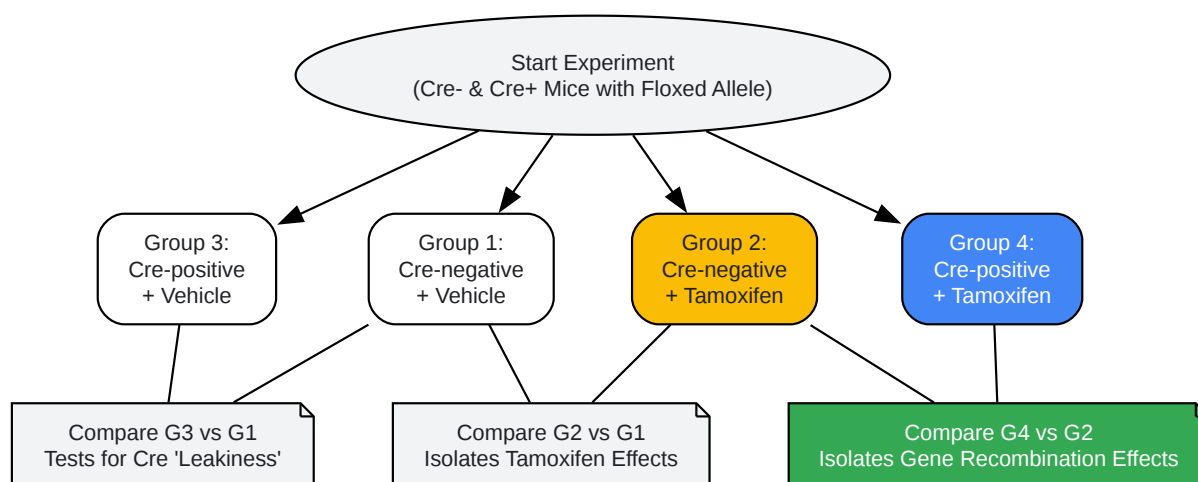 Start Experiment
(Cre- & Cre+ Mice with Floxed Allele)
Group 3:
Cre-positive
+ Vehicle
Group 1:
Cre-negative
+ Vehicle
Group 2:
Cre-negative
+ Tamoxifen
Group 4:
Cre-positive
+ Tamoxifen
Compare G3 vs G1
Tests for Cre 'Leakiness'
Compare G2 vs G1
Isolates Tamoxifen Effects
Compare G4 vs G2
Isolates Gene Recombination Effects